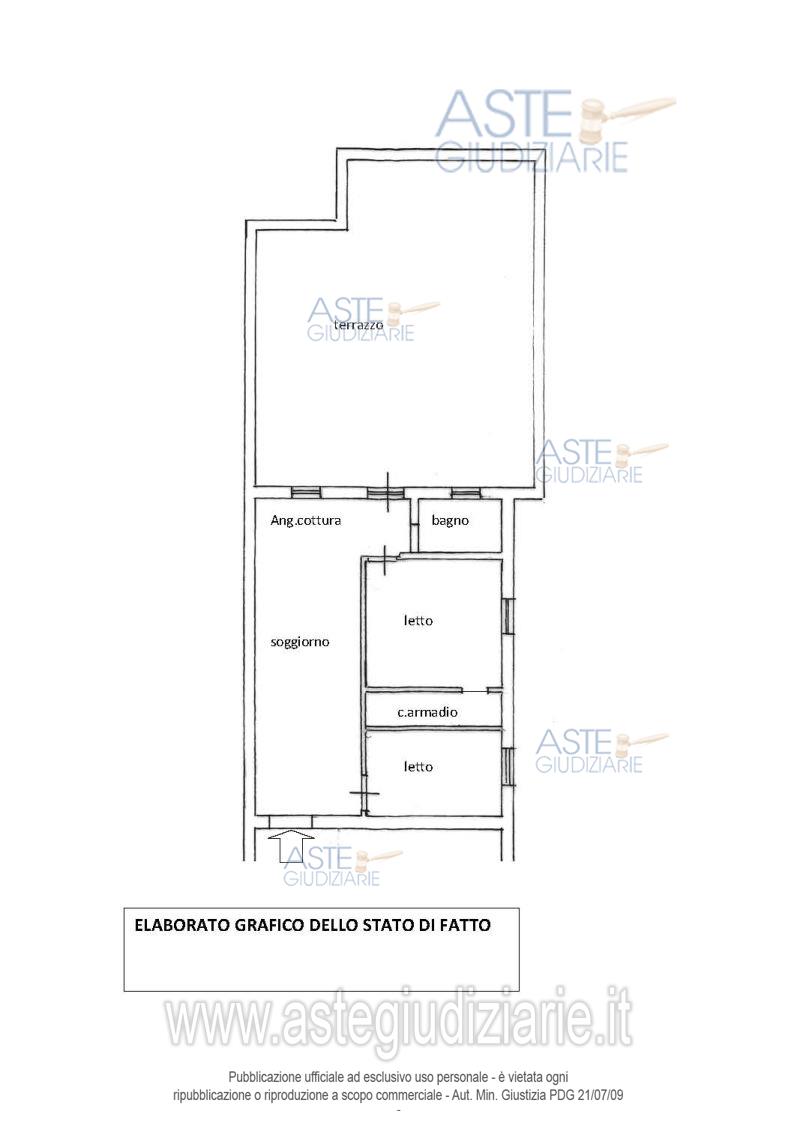 ASTE
GIUDIZIARIE
ASTE
terrazzo
GIUDIZIARIE
ASTE
GIUDIZIARIE
Ang.cottura
bagno
letto
soggiorno
c.armadio
ASTE
GIUDIZIARIE
letto
ASTE
GIUDIZIARIE
ELABORATO GRAFICO DELLO STATO DI FATTO
www.astegiudiziarie.it
Pubblicazione ufficiale ad esclusivo uso personale - è vietata ogni
ripubblicazione o riproduzione a scopo commerciale - Aut. Min. Giustizia PDG 21/07/09
-